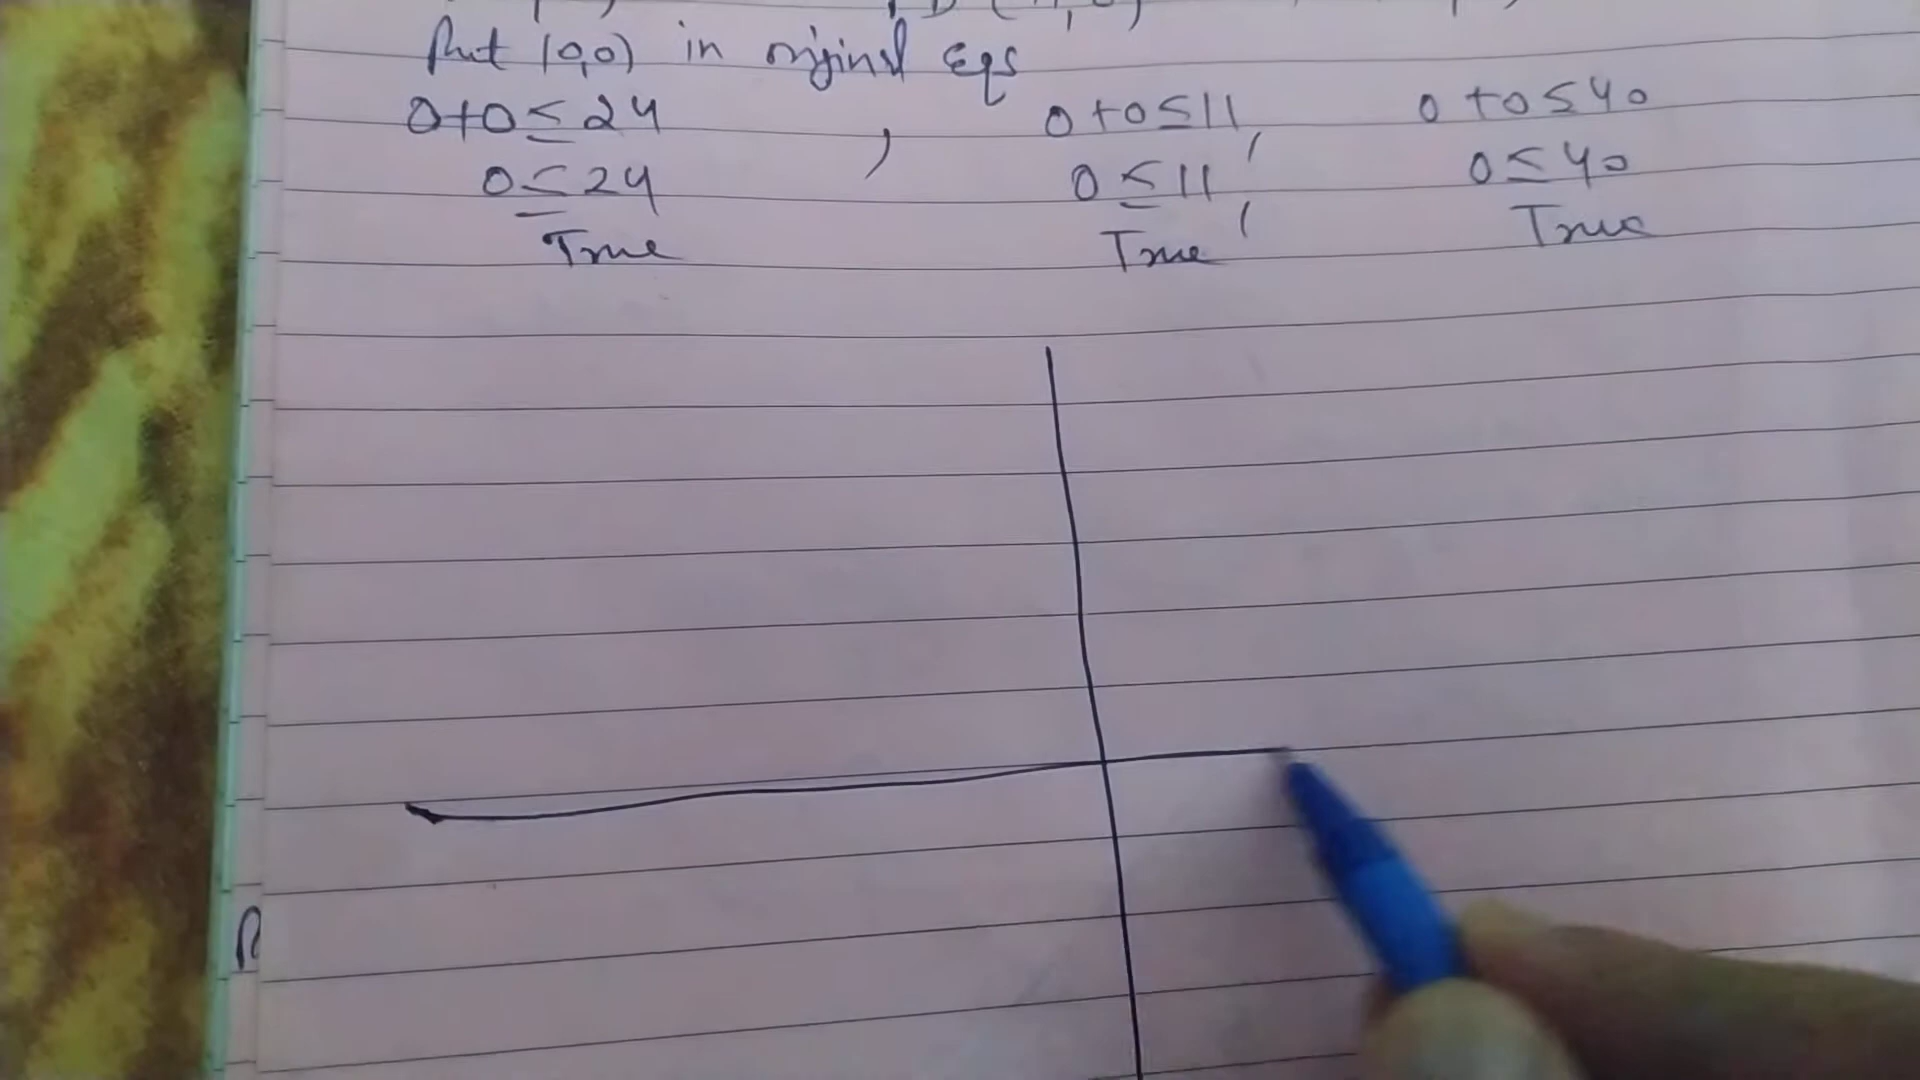 Put (0,0) in original Eqs
0+0≤24 , 0+0≤11, 0+0≤40
0≤24 0≤11, 0≤40
True True True